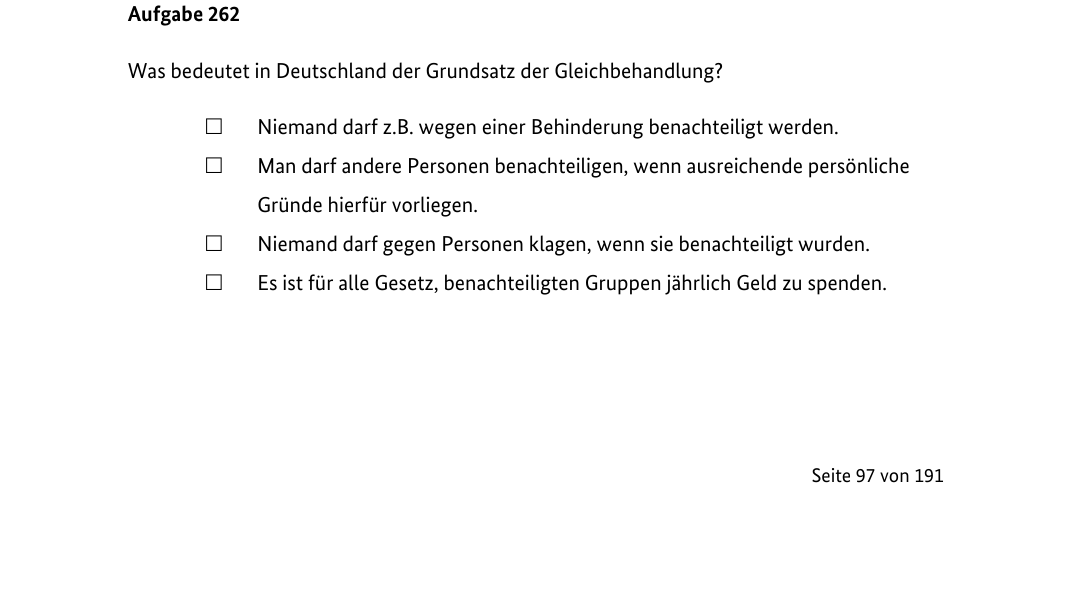 Aufgabe 262
Was bedeutet in Deutschland der Grundsatz der Gleichbehandlung?
☐ Niemand darf z.B. wegen einer Behinderung benachteiligt werden.
☐ Man darf andere Personen benachteiligen, wenn ausreichende persönliche
Gründe hierfür vorliegen.
☐ Niemand darf gegen Personen klagen, wenn sie benachteiligt wurden.
☐ Es ist für alle Gesetz, benachteiligten Gruppen jährlich Geld zu spenden.
Seite 97 von 191